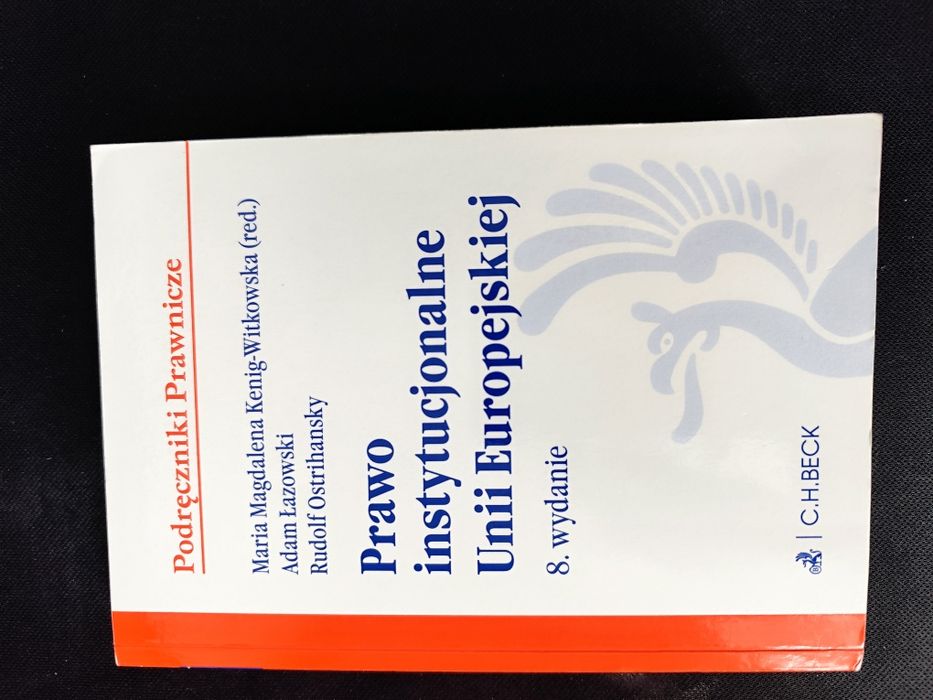 Podręczniki Prawnicze
Maria Magdalena Kenig-Witkowska (red.)
Adam Łazowski
Rudolf Ostrihansky
Prawo
instytucjonalne
Unii Europejskiej
8. wydanie
C.H.BECK